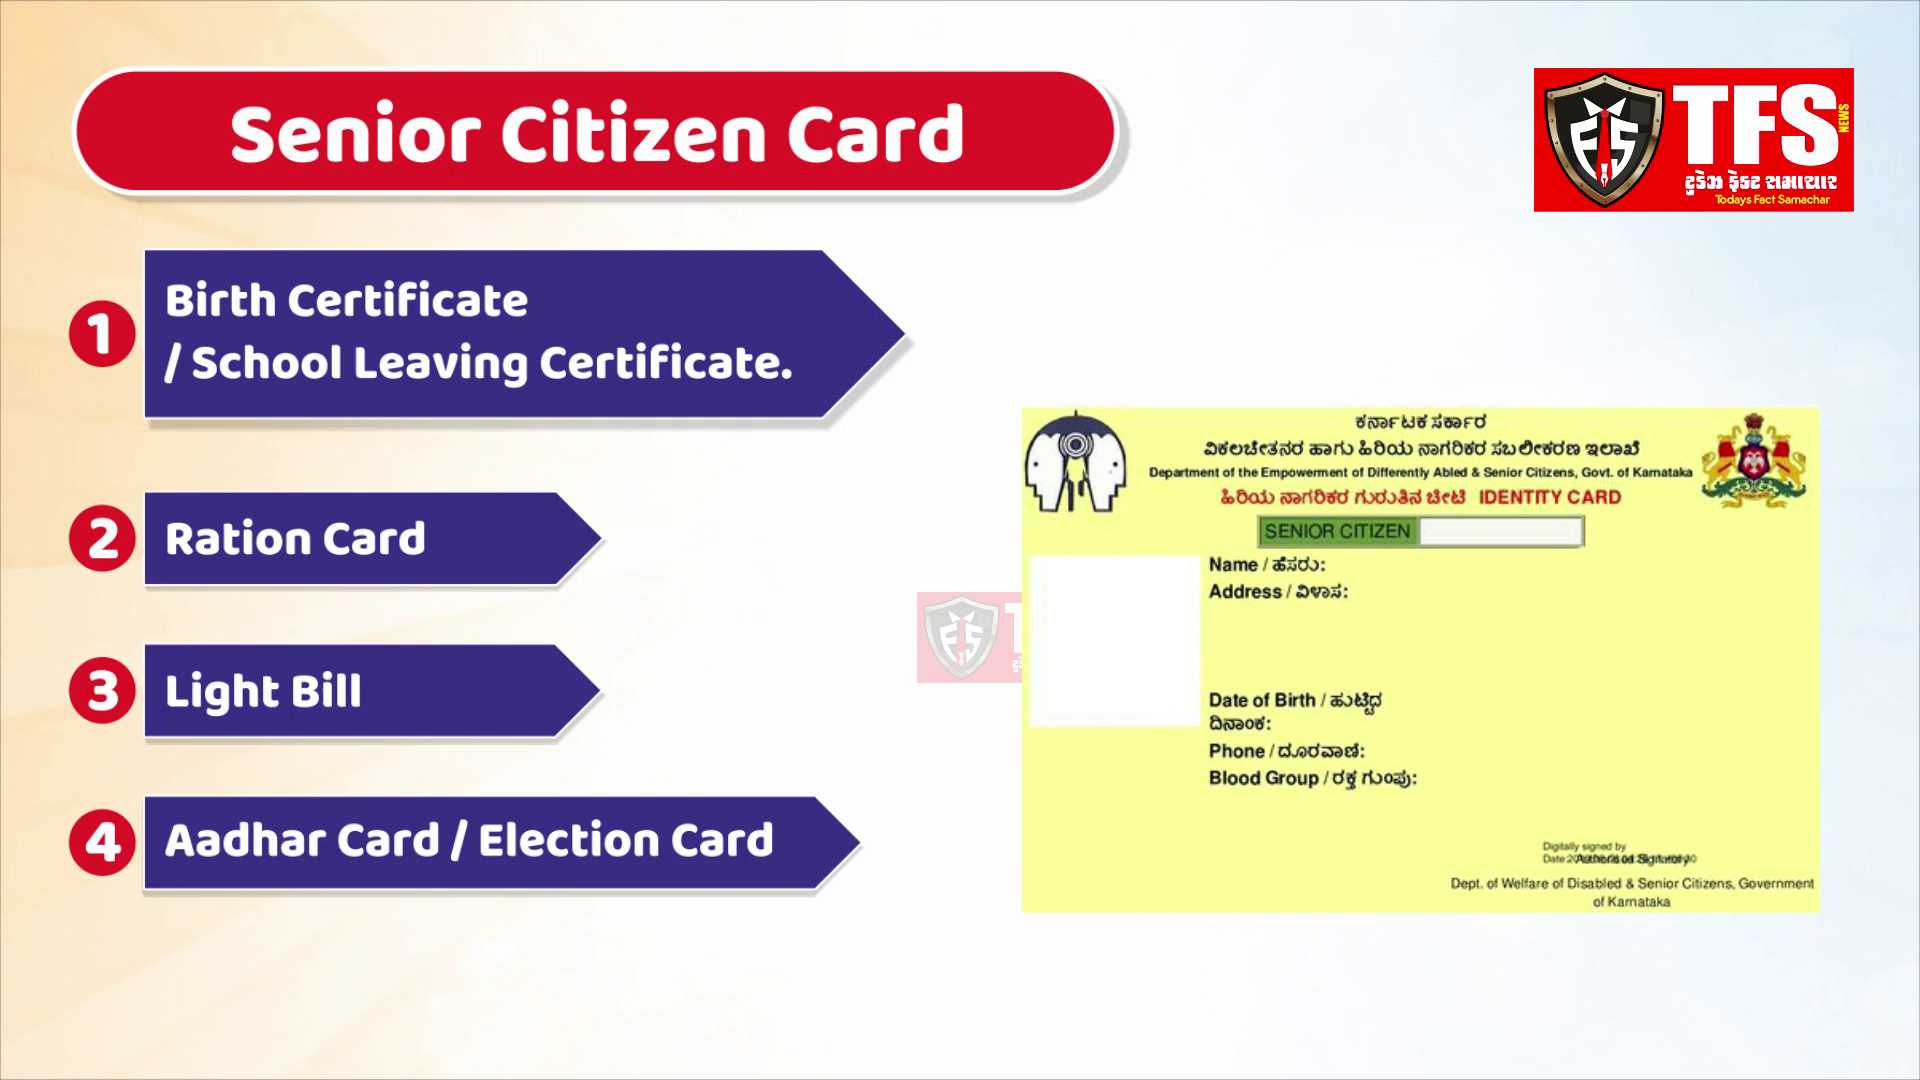 Senior Citizen Card
TFS
NEWS
ટુડેઝ ફેક્ટ સમાચાર
Todays Fact Samachar
1
Birth Certificate
/ School Leaving Certificate.
2
Ration Card
3
Light Bill
4
Aadhar Card / Election Card
ಕರ್ನಾಟಕ ಸರ್ಕಾರ
ವಿಕಲಚೇತನರ ಹಾಗು ಹಿರಿಯ ನಾಗರಿಕರ ಸಬಲೀಕರಣ ಇಲಾಖೆ
Department of the Empowerment of Differently Abled & Senior Citizens, Govt. of Karnataka
ಹಿರಿಯ ನಾಗರಿಕರ ಗುರುತಿನ ಚೀಟಿ IDENTITY CARD
SENIOR CITIZEN
Name / ಹೆಸರು:
Address / ವಿಳಾಸ:
Date of Birth / ಹುಟ್ಟಿದ
ದಿನಾಂಕ:
Phone / ದೂರವಾಣಿ:
Blood Group / ರಕ್ತ ಗುಂಪು:
Digitally signed by
Date:
Authorised Signatory
Dept. of Welfare of Disabled & Senior Citizens, Government
of Karnataka